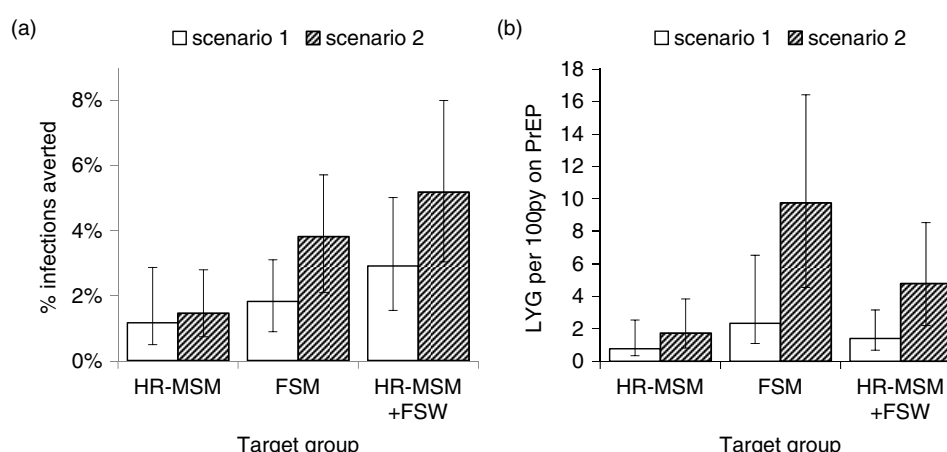 (a)
scenario 1 scenario 2
% infections averted
8%
6%
4%
2%
0%
HR-MSM FSM HR-MSM
+FSW
Target group
(b)
scenario 1 scenario 2
LYG per 100py on PrEP
18
16
14
12
10
8
6
4
2
0
HR-MSM FSM HR-MSM
+FSW
Target group